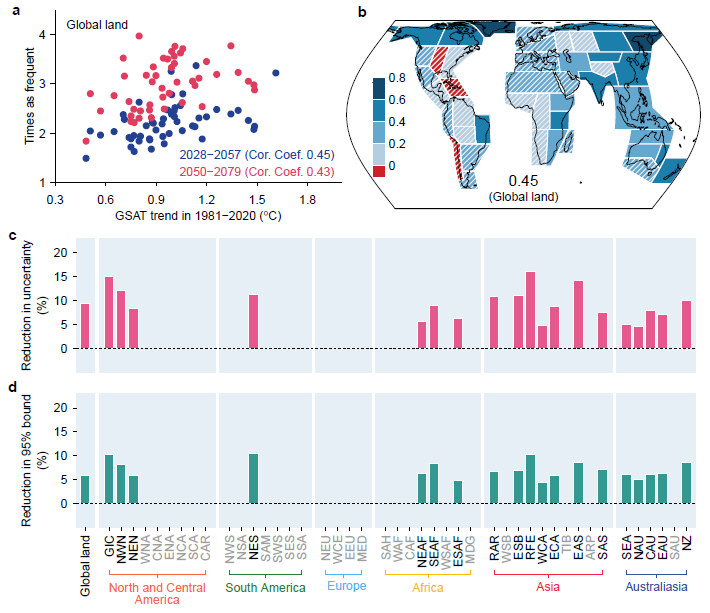 a
Global land
Times as frequent
4
3
2
1
2028−2057 (Cor. Coef. 0.45)
2050−2079 (Cor. Coef. 0.43)
0.3 0.6 0.9 1.2 1.5 1.8
GSAT trend in 1981−2020 (°C)
b
0.8
0.6
0.4
0.2
0
0.45
(Global land)
c
Reduction in uncertainty
(%)
20
15
10
5
0
d
Reduction in 95% bound
(%)
20
15
10
5
0
Global land
GIC
NWN
NEN
WNA
CNA
ENA
NCA
SCA
CAR
NWS
NSA
NES
SAM
SWS
SES
SSA
NEU
WCE
EEU
MED
SAH
WAF
CAF
NEAF
SEAF
WSAF
ESAF
MDG
RAR
WSB
ESB
RFE
WCA
ECA
TIB
EAS
ARP
SAS
SEA
NAU
CAU
EAU
SAU
NZ
North and Central
America
South America
Europe
Africa
Asia
Australiasia